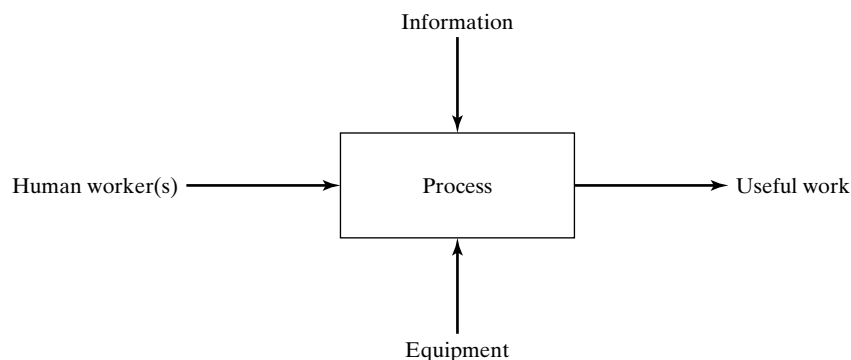 Information
Human worker(s)
Process
Useful work
Equipment